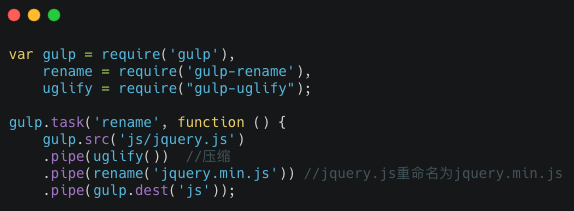 var gulp = require('gulp'),
    rename = require('gulp-rename'),
    uglify = require("gulp-uglify");
gulp.task('rename', function () {
    gulp.src('js/jquery.js')
    .pipe(uglify())  //压缩
    .pipe(rename('jquery.min.js')) //jquery.js重命名为jquery.min.js
    .pipe(gulp.dest('js'));